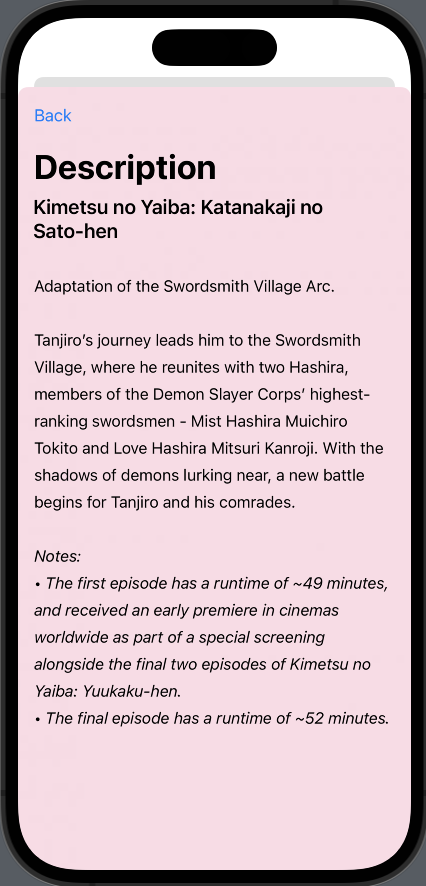 Back
Description
Kimetsu no Yaiba: Katanakaji no
Sato-hen
Adaptation of the Swordsmith Village Arc.
Tanjiro’s journey leads him to the Swordsmith
Village, where he reunites with two Hashira,
members of the Demon Slayer Corps’ highest-
ranking swordsmen - Mist Hashira Muichiro
Tokito and Love Hashira Mitsuri Kanroji. With the
shadows of demons lurking near, a new battle
begins for Tanjiro and his comrades.
Notes:
• The first episode has a runtime of ~49 minutes,
and received an early premiere in cinemas
worldwide as part of a special screening
alongside the final two episodes of Kimetsu no
Yaiba: Yuukaku-hen.
• The final episode has a runtime of ~52 minutes.